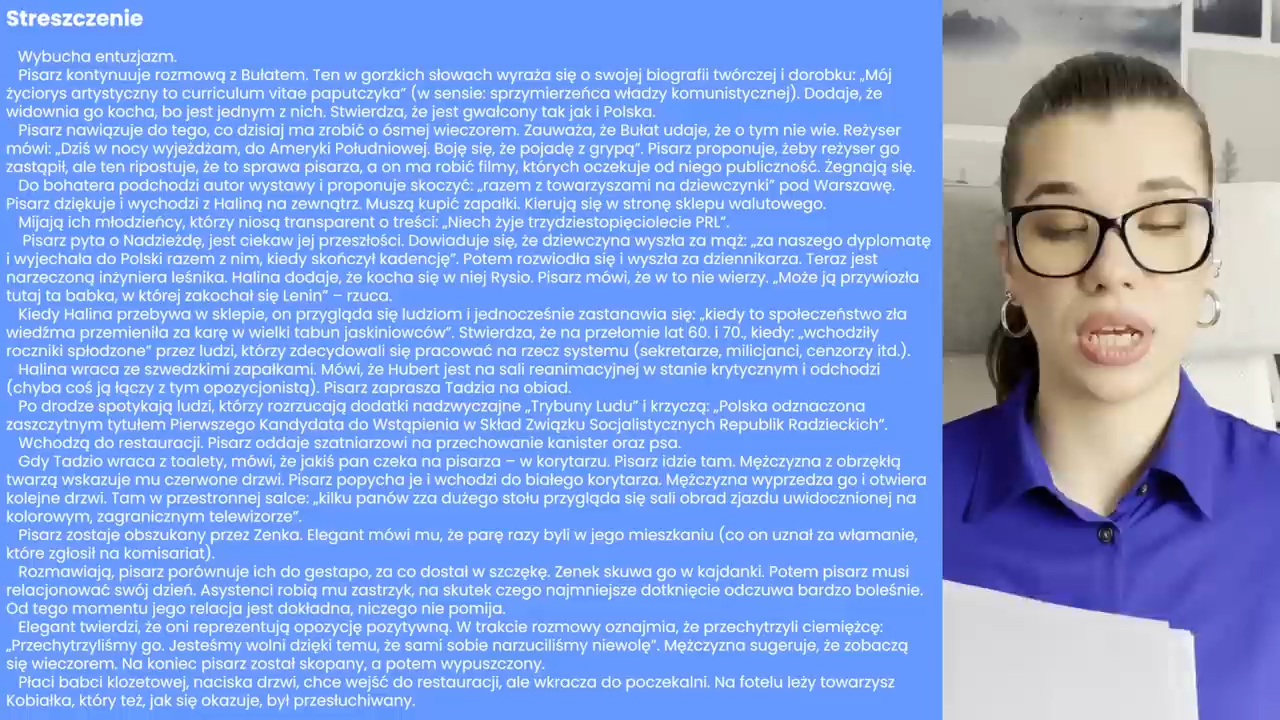 Streszczenie
Wybucha entuzjazm.
Pisarz kontynuuje rozmową z Bułatem. Ten w gorzkich słowach wyraża się o swojej biografii twórczej i dorobku: „Mój
życiorys artystyczny to curriculum vitae paputczyka” (w sensie: sprzymierzeńca władzy komunistycznej). Dodaje, że
widownia go kocha, bo jest jednym z nich. Stwierdza, że jest gwałcony tak jak i Polska.
Pisarz nawiązuje do tego, co dzisiaj ma zrobić o ósmej wieczorem. Zauważa, że Bułat udaje, że o tym nie wie. Reżyser
mówi: „Dziś w nocy wyjeżdżam, do Ameryki Południowej. Boję się, że pojadę z grypą”. Pisarz proponuje, żeby reżyser go
zastąpił, ale ten ripostuje, że to sprawa pisarza, a on ma robić filmy, których oczekuje od niego publiczność. Żegnają się.
Do bohatera podchodzi autor wystawy i proponuje skoczyć: „razem z towarzyszami na dziewczynki” pod Warszawę.
Pisarz dziękuje i wychodzi z Haliną na zewnątrz. Muszą kupić zapałki. Kierują się w stronę sklepu walutowego.
Mijają ich młodzieńcy, którzy niosą transparent o treści: „Niech żyje trzydziestopięciolecie PRL”.
Pisarz pyta o Nadzieżdę, jest ciekaw jej przeszłości. Dowiaduje się, że dziewczyna wyszła za mąż: „za naszego dyplomatę
i wyjechała do Polski razem z nim, kiedy skończył kadencję”. Potem rozwiodła się i wyszła za dziennikarza. Teraz jest
narzeczoną inżyniera leśnika. Halina dodaje, że kocha się w niej Rysio. Pisarz mówi, że w to nie wierzy. „Może ją przywiozła
tutaj ta babka, w której zakochał się Lenin” – rzuca.
Kiedy Halina przebywa w sklepie, on przygląda się ludziom i jednocześnie zastanawia się: „kiedy to społeczeństwo zła
wiedźma przemieniła za karę w wielki tabun jaskiniowców”. Stwierdza, że na przełomie lat 60. i 70., kiedy: „wchodziły
roczniki spłodzone” przez ludzi, którzy zdecydowali się pracować na rzecz systemu (sekretarze, milicjanci, cenzorzy itd.).
Halina wraca ze szwedzkimi zapałkami. Mówi, że Hubert jest na sali reanimacyjnej w stanie krytycznym i odchodzi
(chyba coś ją łączy z tym opozycjonistą). Pisarz zaprasza Tadzia na obiad.
Po drodze spotykają ludzi, którzy rozrzucają dodatki nadzwyczajne „Trybuny Ludu” i krzyczą: „Polska odznaczona
zaszczytnym tytułem Pierwszego Kandydata do Wstąpienia w Skład Związku Socjalistycznych Republik Radzieckich”.
Wchodzą do restauracji. Pisarz oddaje szatniarzowi na przechowanie kanister oraz psa.
Gdy Tadzio wraca z toalety, mówi, że jakiś pan czeka na pisarza – w korytarzu. Pisarz idzie tam. Mężczyzna z obrzękłą
twarzą wskazuje mu czerwone drzwi. Pisarz popycha je i wchodzi do białego korytarza. Mężczyzna wyprzedza go i otwiera
kolejne drzwi. Tam w przestronnej salce: „kilku panów zza dużego stołu przygląda się sali obrad zjazdu uwidocznionej na
kolorowym, zagranicznym telewizorze”.
Pisarz zostaje obszukany przez Zenka. Elegant mówi mu, że parę razy byli w jego mieszkaniu (co on uznał za włamanie,
które zgłosił na komisariat).
Rozmawiają, pisarz porównuje ich do gestapo, za co dostał w szczękę. Zenek skuwa go w kajdanki. Potem pisarz musi
relacjonować swój dzień. Asystenci robią mu zastrzyk, na skutek czego najmniejsze dotknięcie odczuwa bardzo boleśnie.
Od tego momentu jego relacja jest dokładna, niczego nie pomija.
Elegant twierdzi, że oni reprezentują opozycję pozytywną. W trakcie rozmowy oznajmia, że przechytrzyli ciemiężcę:
„Przechytrzyliśmy go. Jesteśmy wolni dzięki temu, że sami sobie narzuciliśmy niewolę”. Mężczyzna sugeruje, że zobaczą
się wieczorem. Na koniec pisarz został skopany, a potem wypuszczony.
Płaci babci klozetowej, naciska drzwi, chce wejść do restauracji, ale wkracza do poczekalni. Na fotelu leży towarzysz
Kobiałka, który też, jak się okazuje, był przesłuchiwany.